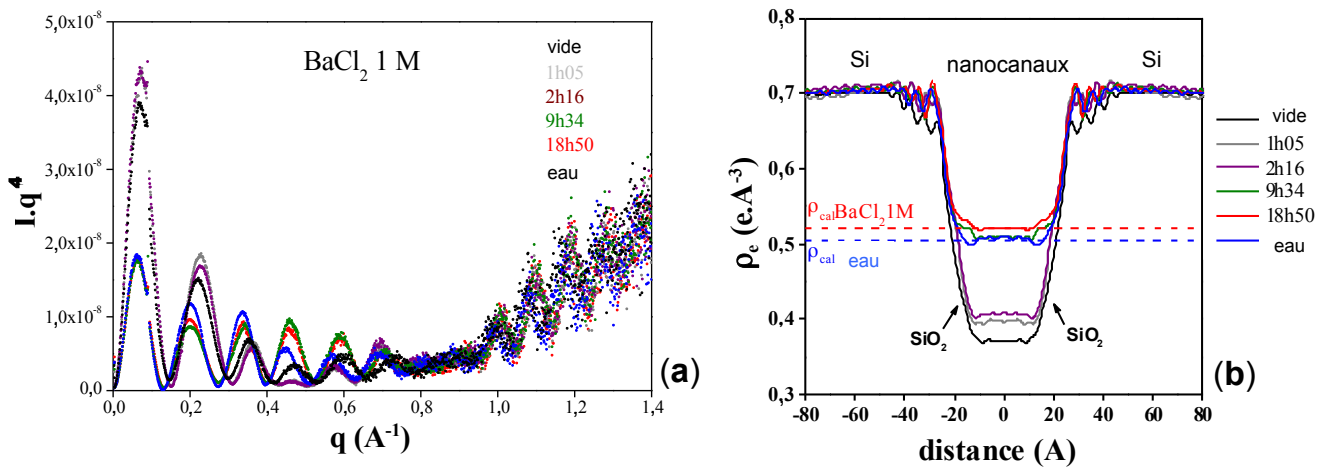 5,0x10⁻⁸
4,0x10⁻⁸
3,0x10⁻⁸
2,0x10⁻⁸
1,0x10⁻⁸
0,0
I.q⁴
BaCl₂ 1 M
vide
1h05
2h16
9h34
18h50
eau
(a)
0,0 0,2 0,4 0,6 0,8 1,0 1,2 1,4
q (A⁻¹)
0,8
0,7
0,6
0,5
0,4
0,3
ρₑ (e.A⁻³)
Si nanocanaux Si
ρcal BaCl₂1M
ρcal eau
SiO₂ SiO₂
vide
1h05
2h16
9h34
18h50
eau
(b)
-80 -60 -40 -20 0 20 40 60 80
distance (A)